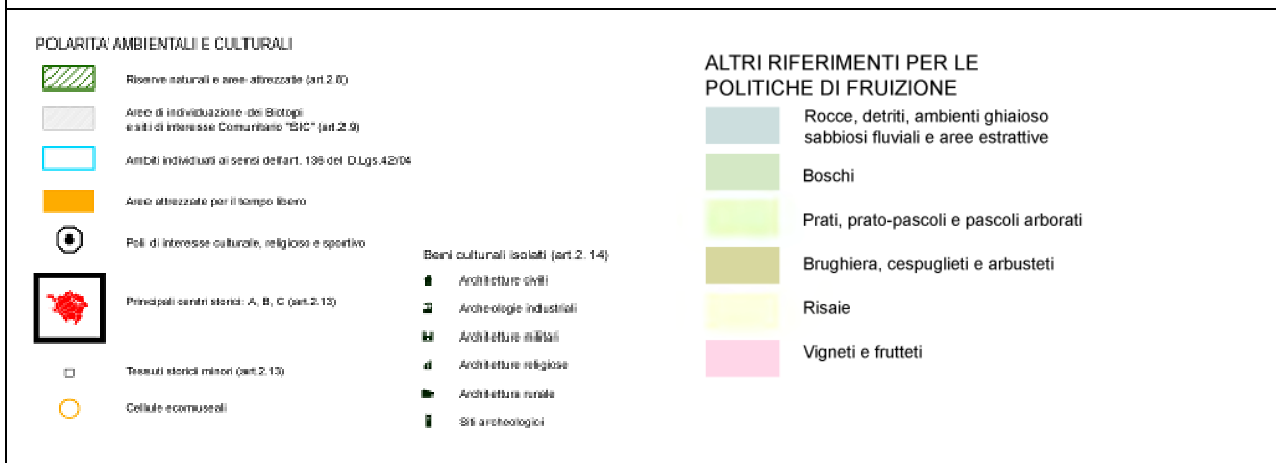 POLARITA' AMBIENTALI E CULTURALI
Riserve naturali e aree attrezzate (art.2.8)
Aree di individuazione dei Biotopi
e siti di interesse Comunitario "SIC" (art.2.9)
Ambiti individuati ai sensi dell'art. 136 del D.Lgs.42/04
Aree attrezzate per il tempo libero
Poli di interesse culturale, religioso e sportivo
Principali centri storici: A, B, C (art.2.13)
Tessuti storici minori (art.2.13)
Cellule ecomuseali
Beni culturali isolati (art.2.14)
Architetture civili
Archeologie industriali
Architetture militari
Architetture religiose
Architettura rurale
Siti archeologici
ALTRI RIFERIMENTI PER LE
POLITICHE DI FRUIZIONE
Rocce, detriti, ambienti ghiaioso
sabbiosi fluviali e aree estrattive
Boschi
Prati, prato-pascoli e pascoli arborati
Brughiera, cespuglieti e arbusteti
Risaie
Vigneti e frutteti